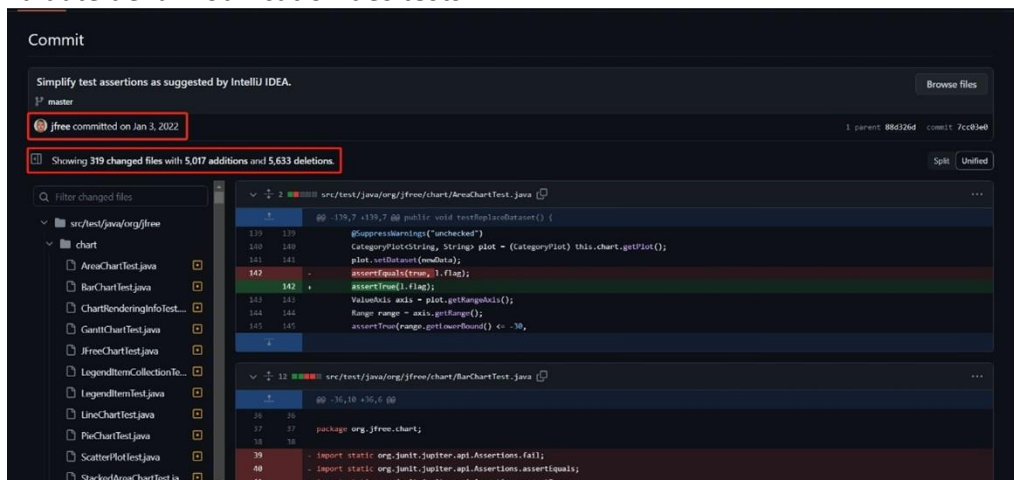 Commit
Simplify test assertions as suggested by IntelliJ IDEA.
master
Browse files
jfree committed on Jan 3, 2022
1 parent 88d326d commit 7cc03e0
Showing 319 changed files with 5,017 additions and 5,633 deletions.
Split Unified
Filter changed files
src/test/java/org/jfree
chart
AreaChartTest.java
BarChartTest.java
ChartRenderingInfoTest....
GanttChartTest.java
JFreeChartTest.java
LegendItemCollectionTe...
LegendItemTest.java
LineChartTest.java
PieChartTest.java
ScatterPlotTest.java
StackedAreaChartTest.ja
2 src/test/java/org/jfree/chart/AreaChartTest.java
@@ -139,7 +139,7 @@ public void testReplaceDataset() {
139 139 @SuppressWarnings("unchecked")
140 140 CategoryPlot<String, String> plot = (CategoryPlot) this.chart.getPlot();
141 141 plot.setDataset(newData);
142 - assertEquals(true, l.flag);
142 + assertTrue(l.flag);
143 143 ValueAxis axis = plot.getRangeAxis();
144 144 Range range = axis.getRange();
145 145 assertTrue(range.getLowerBound() <= -30,
12 src/test/java/org/jfree/chart/BarChartTest.java
@@ -36,10 +36,6 @@
36 36
37 37 package org.jfree.chart;
38 38
39 - import static org.junit.jupiter.api.Assertions.fail;
40 - import static org.junit.jupiter.api.Assertions.assertEquals;